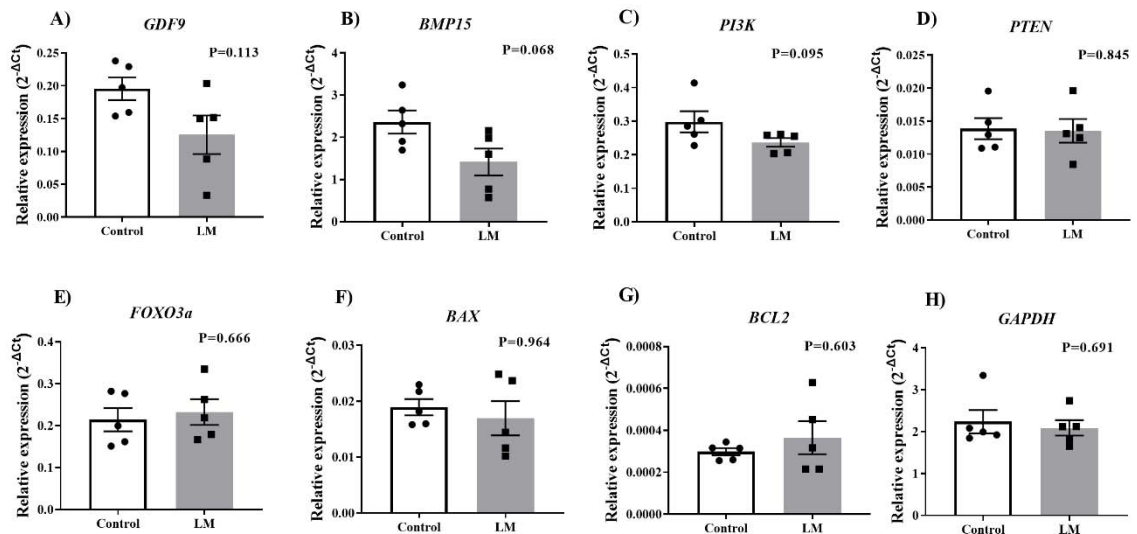 A)
GDF9
P=0.113
Relative expression (2-ΔCt)
0.25
0.20
0.15
0.10
0.05
0.00
Control
LM
B)
BMP15
P=0.068
Relative expression (2-ΔCt)
4
3
2
1
0
Control
LM
C)
PI3K
P=0.095
Relative expression (2-ΔCt)
0.5
0.4
0.3
0.2
0.1
0.0
Control
LM
D)
PTEN
P=0.845
Relative expression (2-ΔCt)
0.025
0.020
0.015
0.010
0.005
0.000
Control
LM
E)
FOXO3a
P=0.666
Relative expression (2-ΔCt)
0.4
0.3
0.2
0.1
0.0
Control
LM
F)
BAX
P=0.964
Relative expression (2-ΔCt)
0.03
0.02
0.01
0.00
Control
LM
G)
BCL2
P=0.603
Relative expression (2-ΔCt)
0.0008
0.0006
0.0004
0.0002
0.0000
Control
LM
H)
GAPDH
P=0.691
Relative expression (2-ΔCt)
4
3
2
1
0
Control
LM